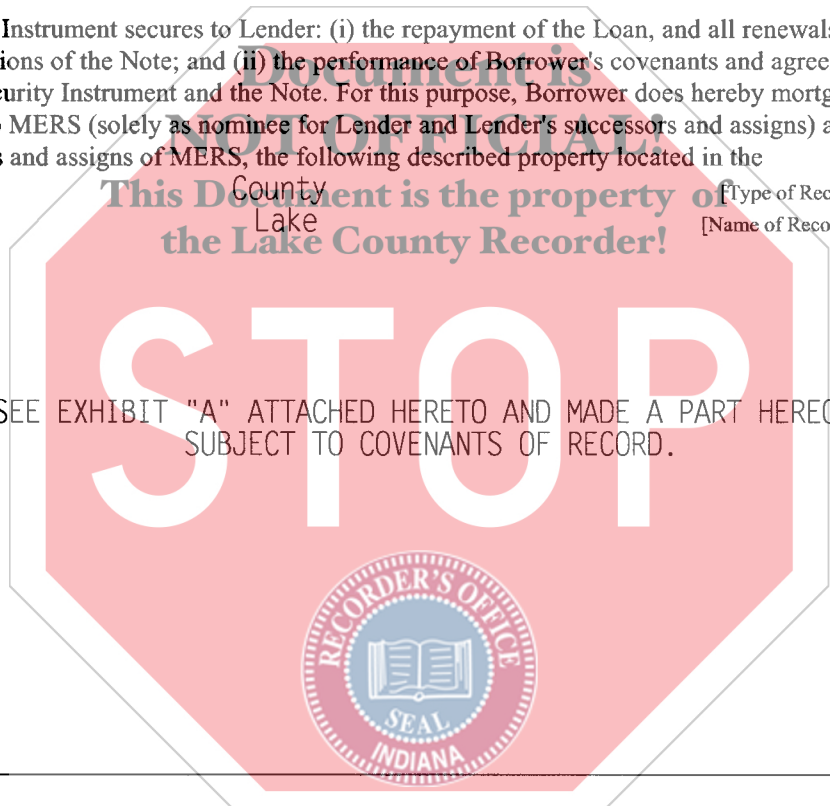 Instrument secures to Lender: (i) the repayment of the Loan, and all renewals
ions of the Note; and (ii) the performance of Borrower's covenants and agree
curity Instrument and the Note. For this purpose, Borrower does hereby mortg
MERS (solely as nominee for Lender and Lender's successors and assigns) a
s and assigns of MERS, the following described property located in the
County [Type of Rec
Lake [Name of Reco
Document is
NOT OFFICIAL!
This Document is the property of
the Lake County Recorder!
STOP
SEE EXHIBIT "A" ATTACHED HERETO AND MADE A PART HEREO
SUBJECT TO COVENANTS OF RECORD.
RECORDER'S OFFICE
SEAL
INDIANA